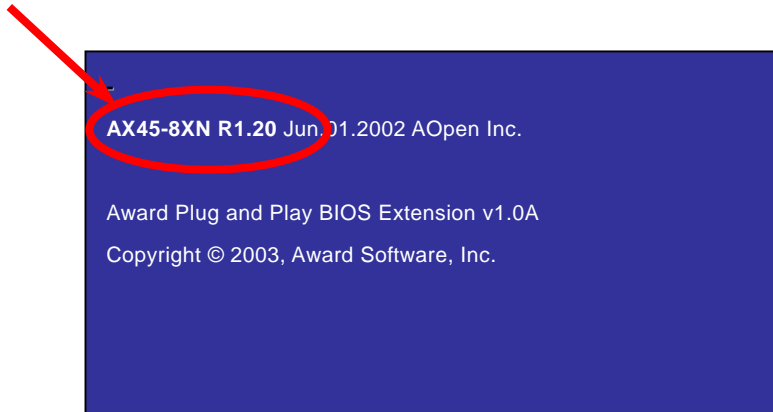 AX45-8XN R1.20 Jun.01.2002 AOpen Inc.
Award Plug and Play BIOS Extension v1.0A
Copyright © 2003, Award Software, Inc.